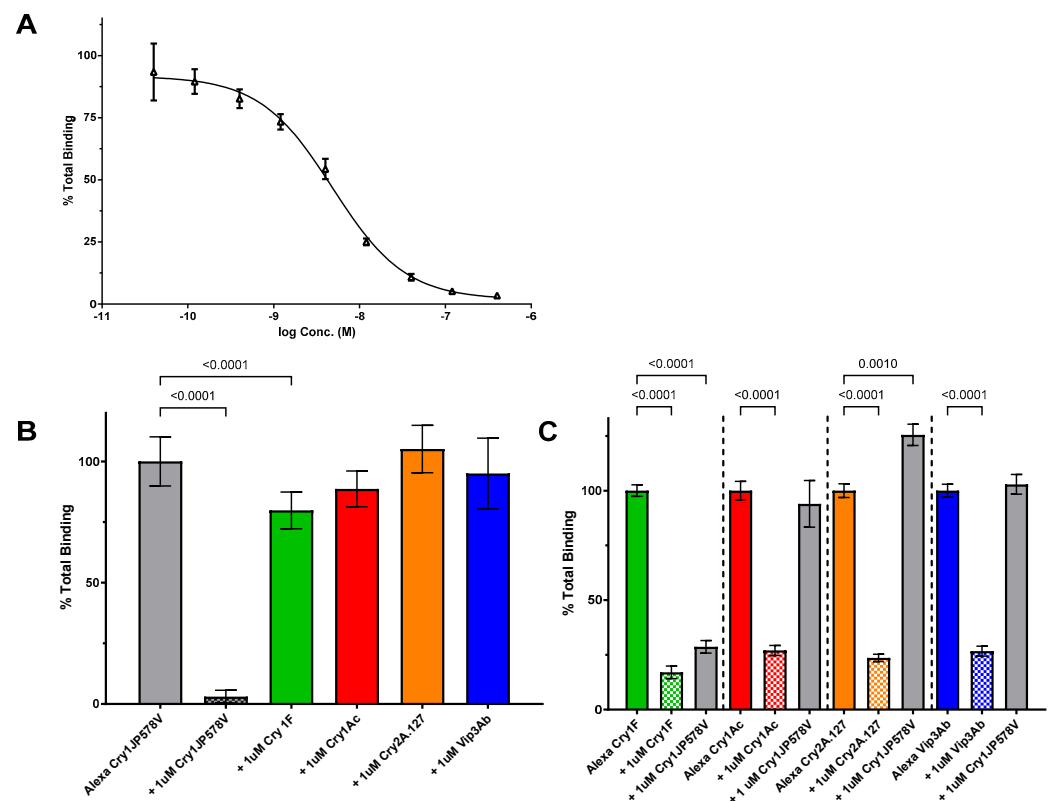 A
100
75
50
25
0
% Total Binding
-11
-10
-9
-8
-7
-6
log Conc. (M)
B
<0.0001
<0.0001
100
50
0
% Total Binding
Alexa Cry1JP578V
+ 1uM Cry1JP578V
+ 1uM Cry 1F
+ 1uM Cry1Ac
+ 1uM Cry2A.127
+ 1uM Vip3Ab
C
<0.0001
0.0010
<0.0001
<0.0001
<0.0001
<0.0001
100
50
0
% Total Binding
Alexa Cry1F
+ 1uM Cry1F
+ 1uM Cry1JP578V
Alexa Cry1Ac
+ 1uM Cry1Ac
+ 1 uM Cry1JP578V
Alexa Cry2A.127
+ 1uM Cry2A.127
+ 1uM Cry1JP578V
Alexa Vip3Ab
+ 1uM Vip3Ab
+ 1uM Cry1JP578V